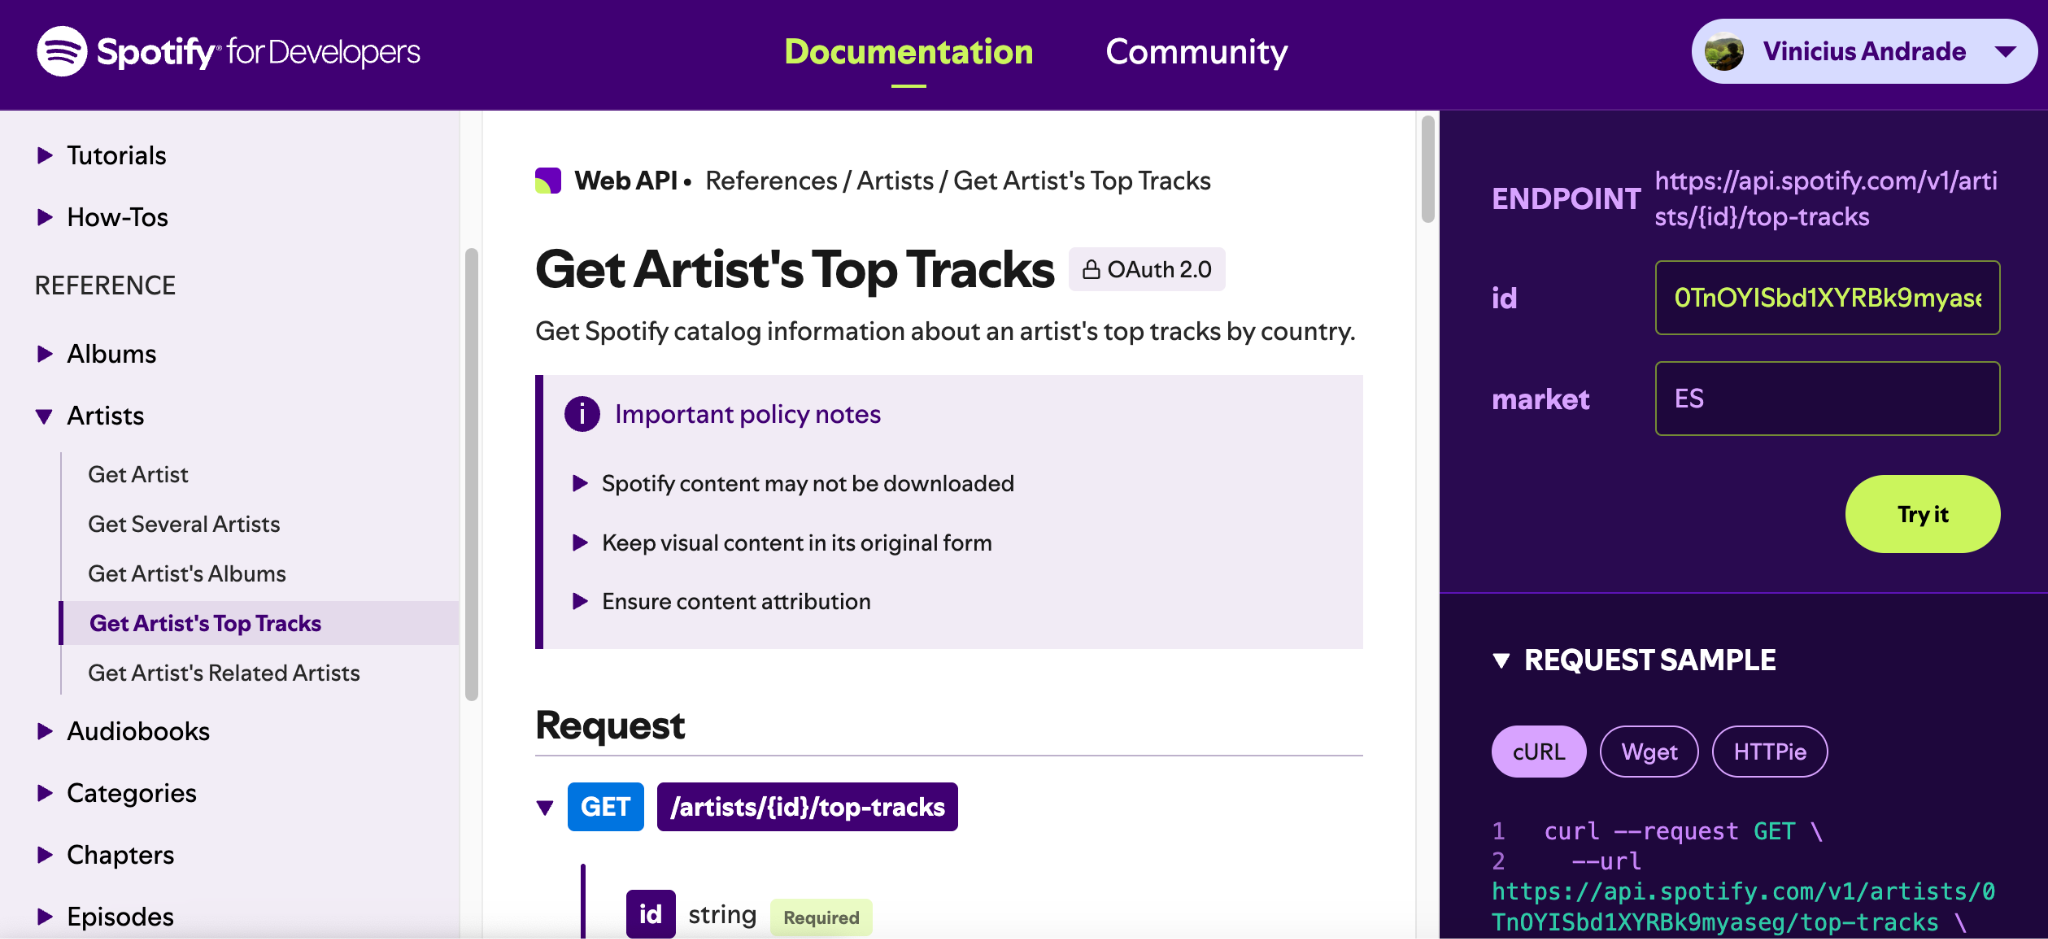 Spotify® for Developers
Documentation
Community
Vinicius Andrade
Tutorials
How-Tos
REFERENCE
Albums
Artists
Get Artist
Get Several Artists
Get Artist's Albums
Get Artist's Top Tracks
Get Artist's Related Artists
Audiobooks
Categories
Chapters
Episodes
Web API • References / Artists / Get Artist's Top Tracks
Get Artist's Top Tracks
OAuth 2.0
Get Spotify catalog information about an artist's top tracks by country.
Important policy notes
Spotify content may not be downloaded
Keep visual content in its original form
Ensure content attribution
Request
GET /artists/{id}/top-tracks
id string Required
ENDPOINT
https://api.spotify.com/v1/arti
sts/{id}/top-tracks
id
0TnOYISbd1XYRBk9myase
market
ES
Try it
REQUEST SAMPLE
cURL
Wget
HTTPie
1 curl --request GET \
2 --url
https://api.spotify.com/v1/artists/0
TnOYISbd1XYRBk9myaseg/top-tracks \